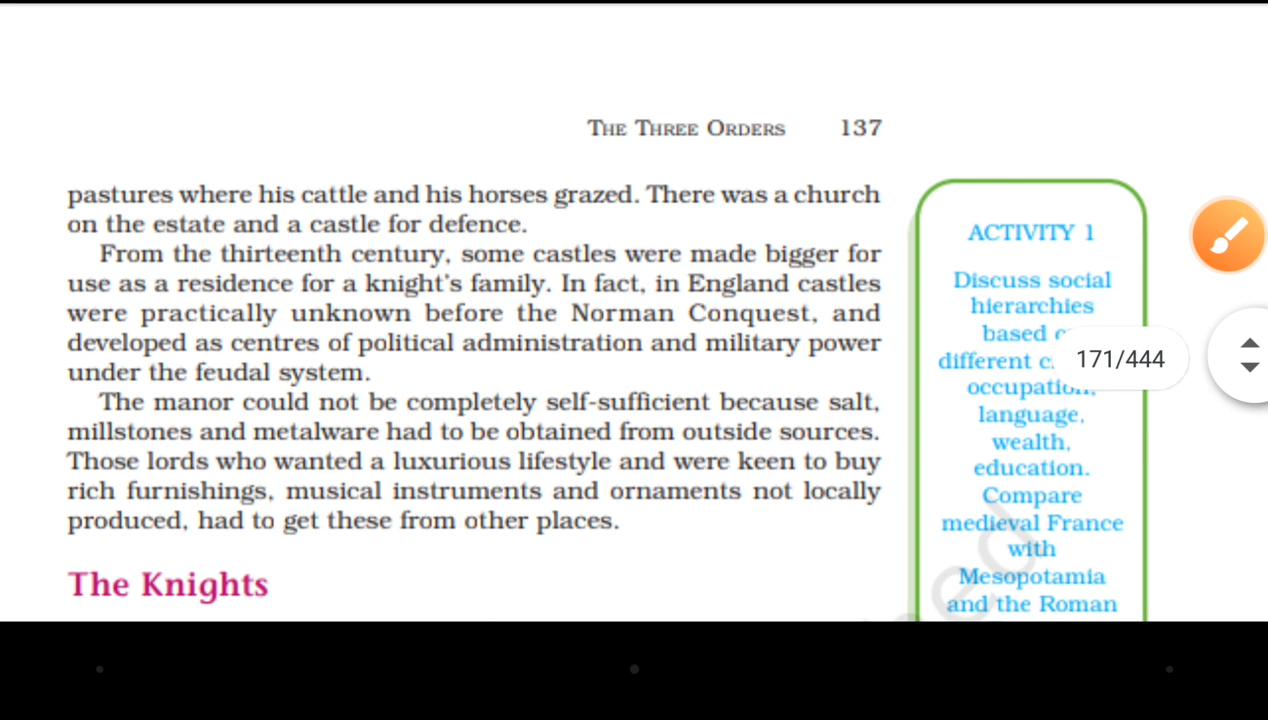 THE THREE ORDERS 137
pastures where his cattle and his horses grazed. There was a church
on the estate and a castle for defence.
From the thirteenth century, some castles were made bigger for
use as a residence for a knight's family. In fact, in England castles
were practically unknown before the Norman Conquest, and
developed as centres of political administration and military power
under the feudal system.
The manor could not be completely self-sufficient because salt,
millstones and metalware had to be obtained from outside sources.
Those lords who wanted a luxurious lifestyle and were keen to buy
rich furnishings, musical instruments and ornaments not locally
produced, had to get these from other places.
The Knights
ACTIVITY 1
Discuss social
hierarchies
based
different
171/444
language,
wealth,
education.
Compare
medieval France
with
Mesopotamia
and the Roman